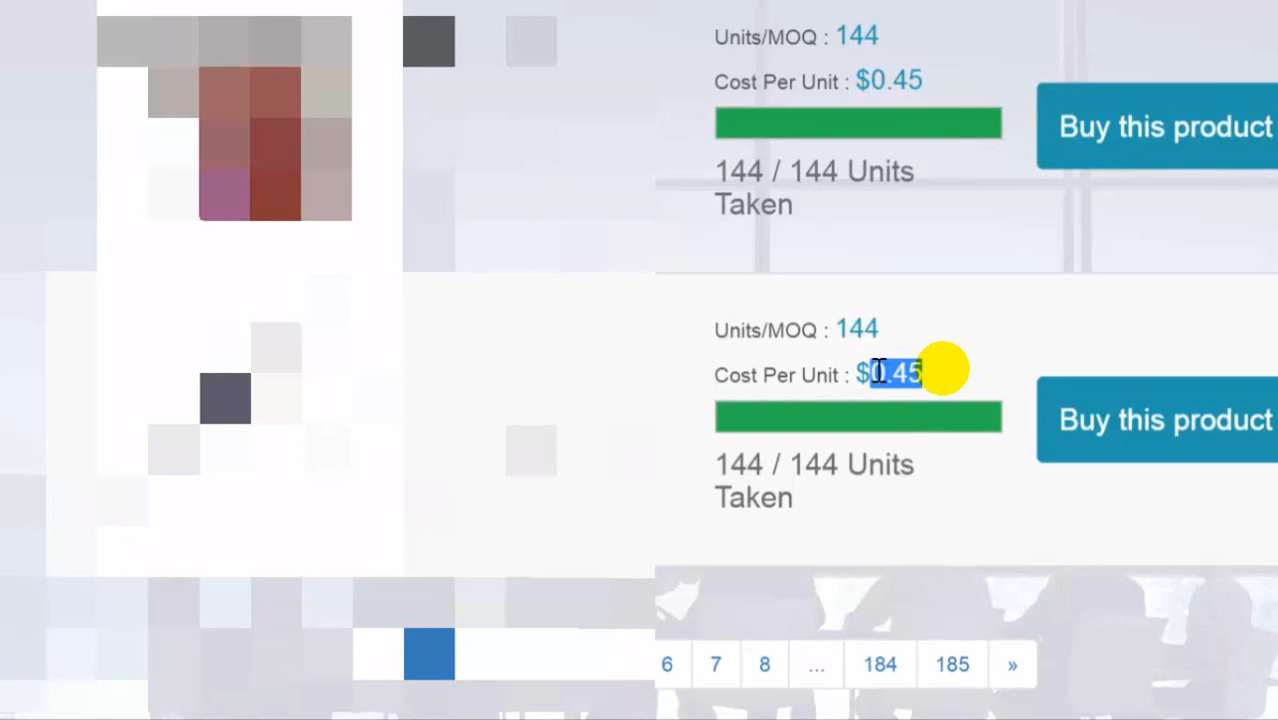 Units/MOQ : 144
Cost Per Unit : $0.45
Buy this product
144 / 144 Units
Taken
Units/MOQ : 144
Cost Per Unit : $0.45
Buy this product
144 / 144 Units
Taken
6 7 8 ... 184 185 »